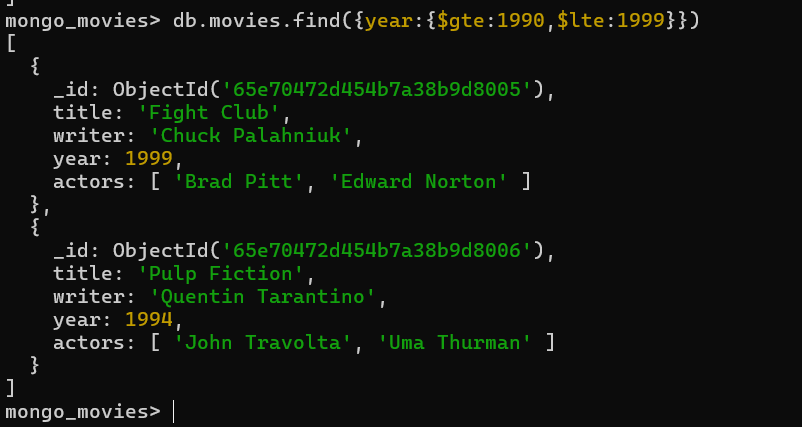 ]
mongo_movies> db.movies.find({year:{$gte:1990,$lte:1999}})
[
  {
    _id: ObjectId('65e70472d454b7a38b9d8005'),
    title: 'Fight Club',
    writer: 'Chuck Palahniuk',
    year: 1999,
    actors: [ 'Brad Pitt', 'Edward Norton' ]
  },
  {
    _id: ObjectId('65e70472d454b7a38b9d8006'),
    title: 'Pulp Fiction',
    writer: 'Quentin Tarantino',
    year: 1994,
    actors: [ 'John Travolta', 'Uma Thurman' ]
  }
]
mongo_movies>